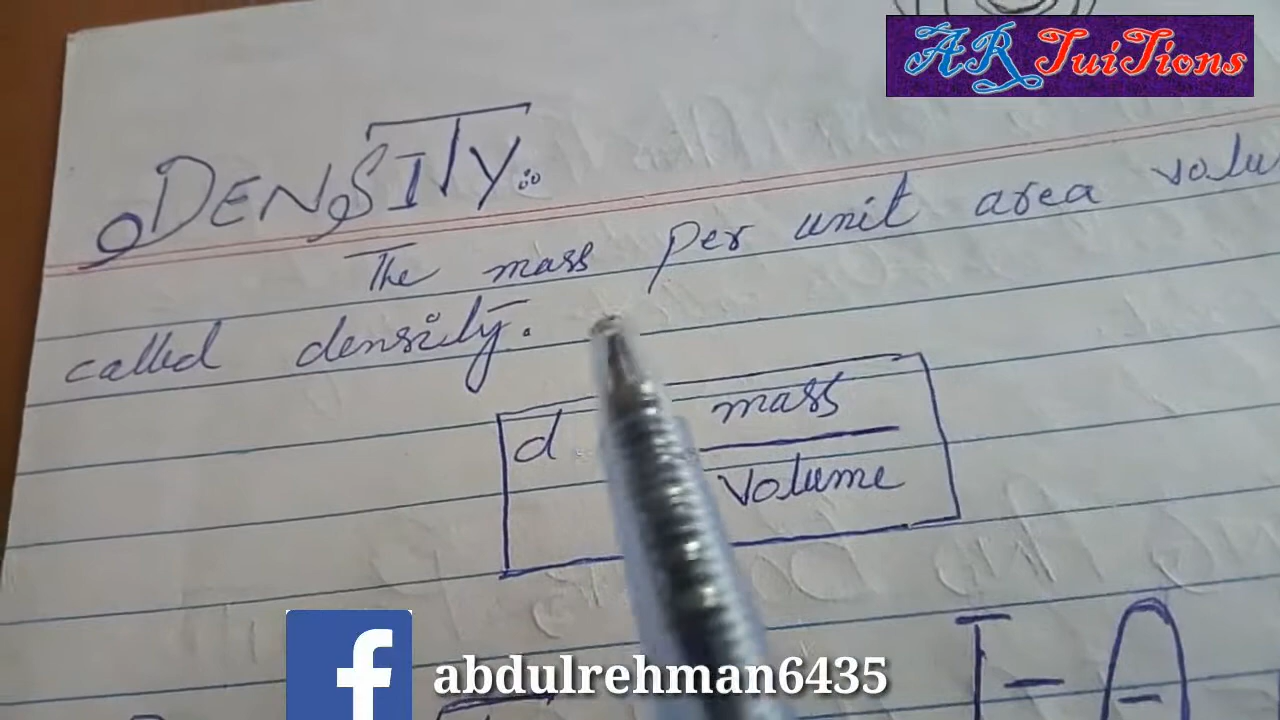 AR TuiTions
DENSITY
The mass per unit area volu
called density.
d mass
volume
I-A
abdulrehman6435